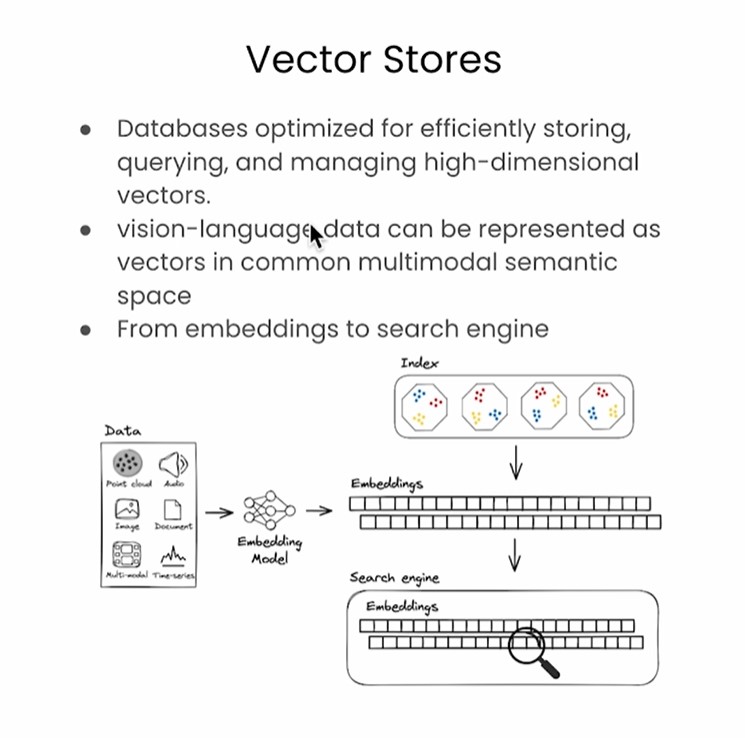 Vector Stores
● Databases optimized for efficiently storing,
querying, and managing high-dimensional
vectors.
● vision-language data can be represented as
vectors in common multimodal semantic
space
● From embeddings to search engine
Index
Data
Point cloud Audio
Image Document
Multi-modal Time-series
Embedding
Model
Embeddings
Search engine
Embeddings